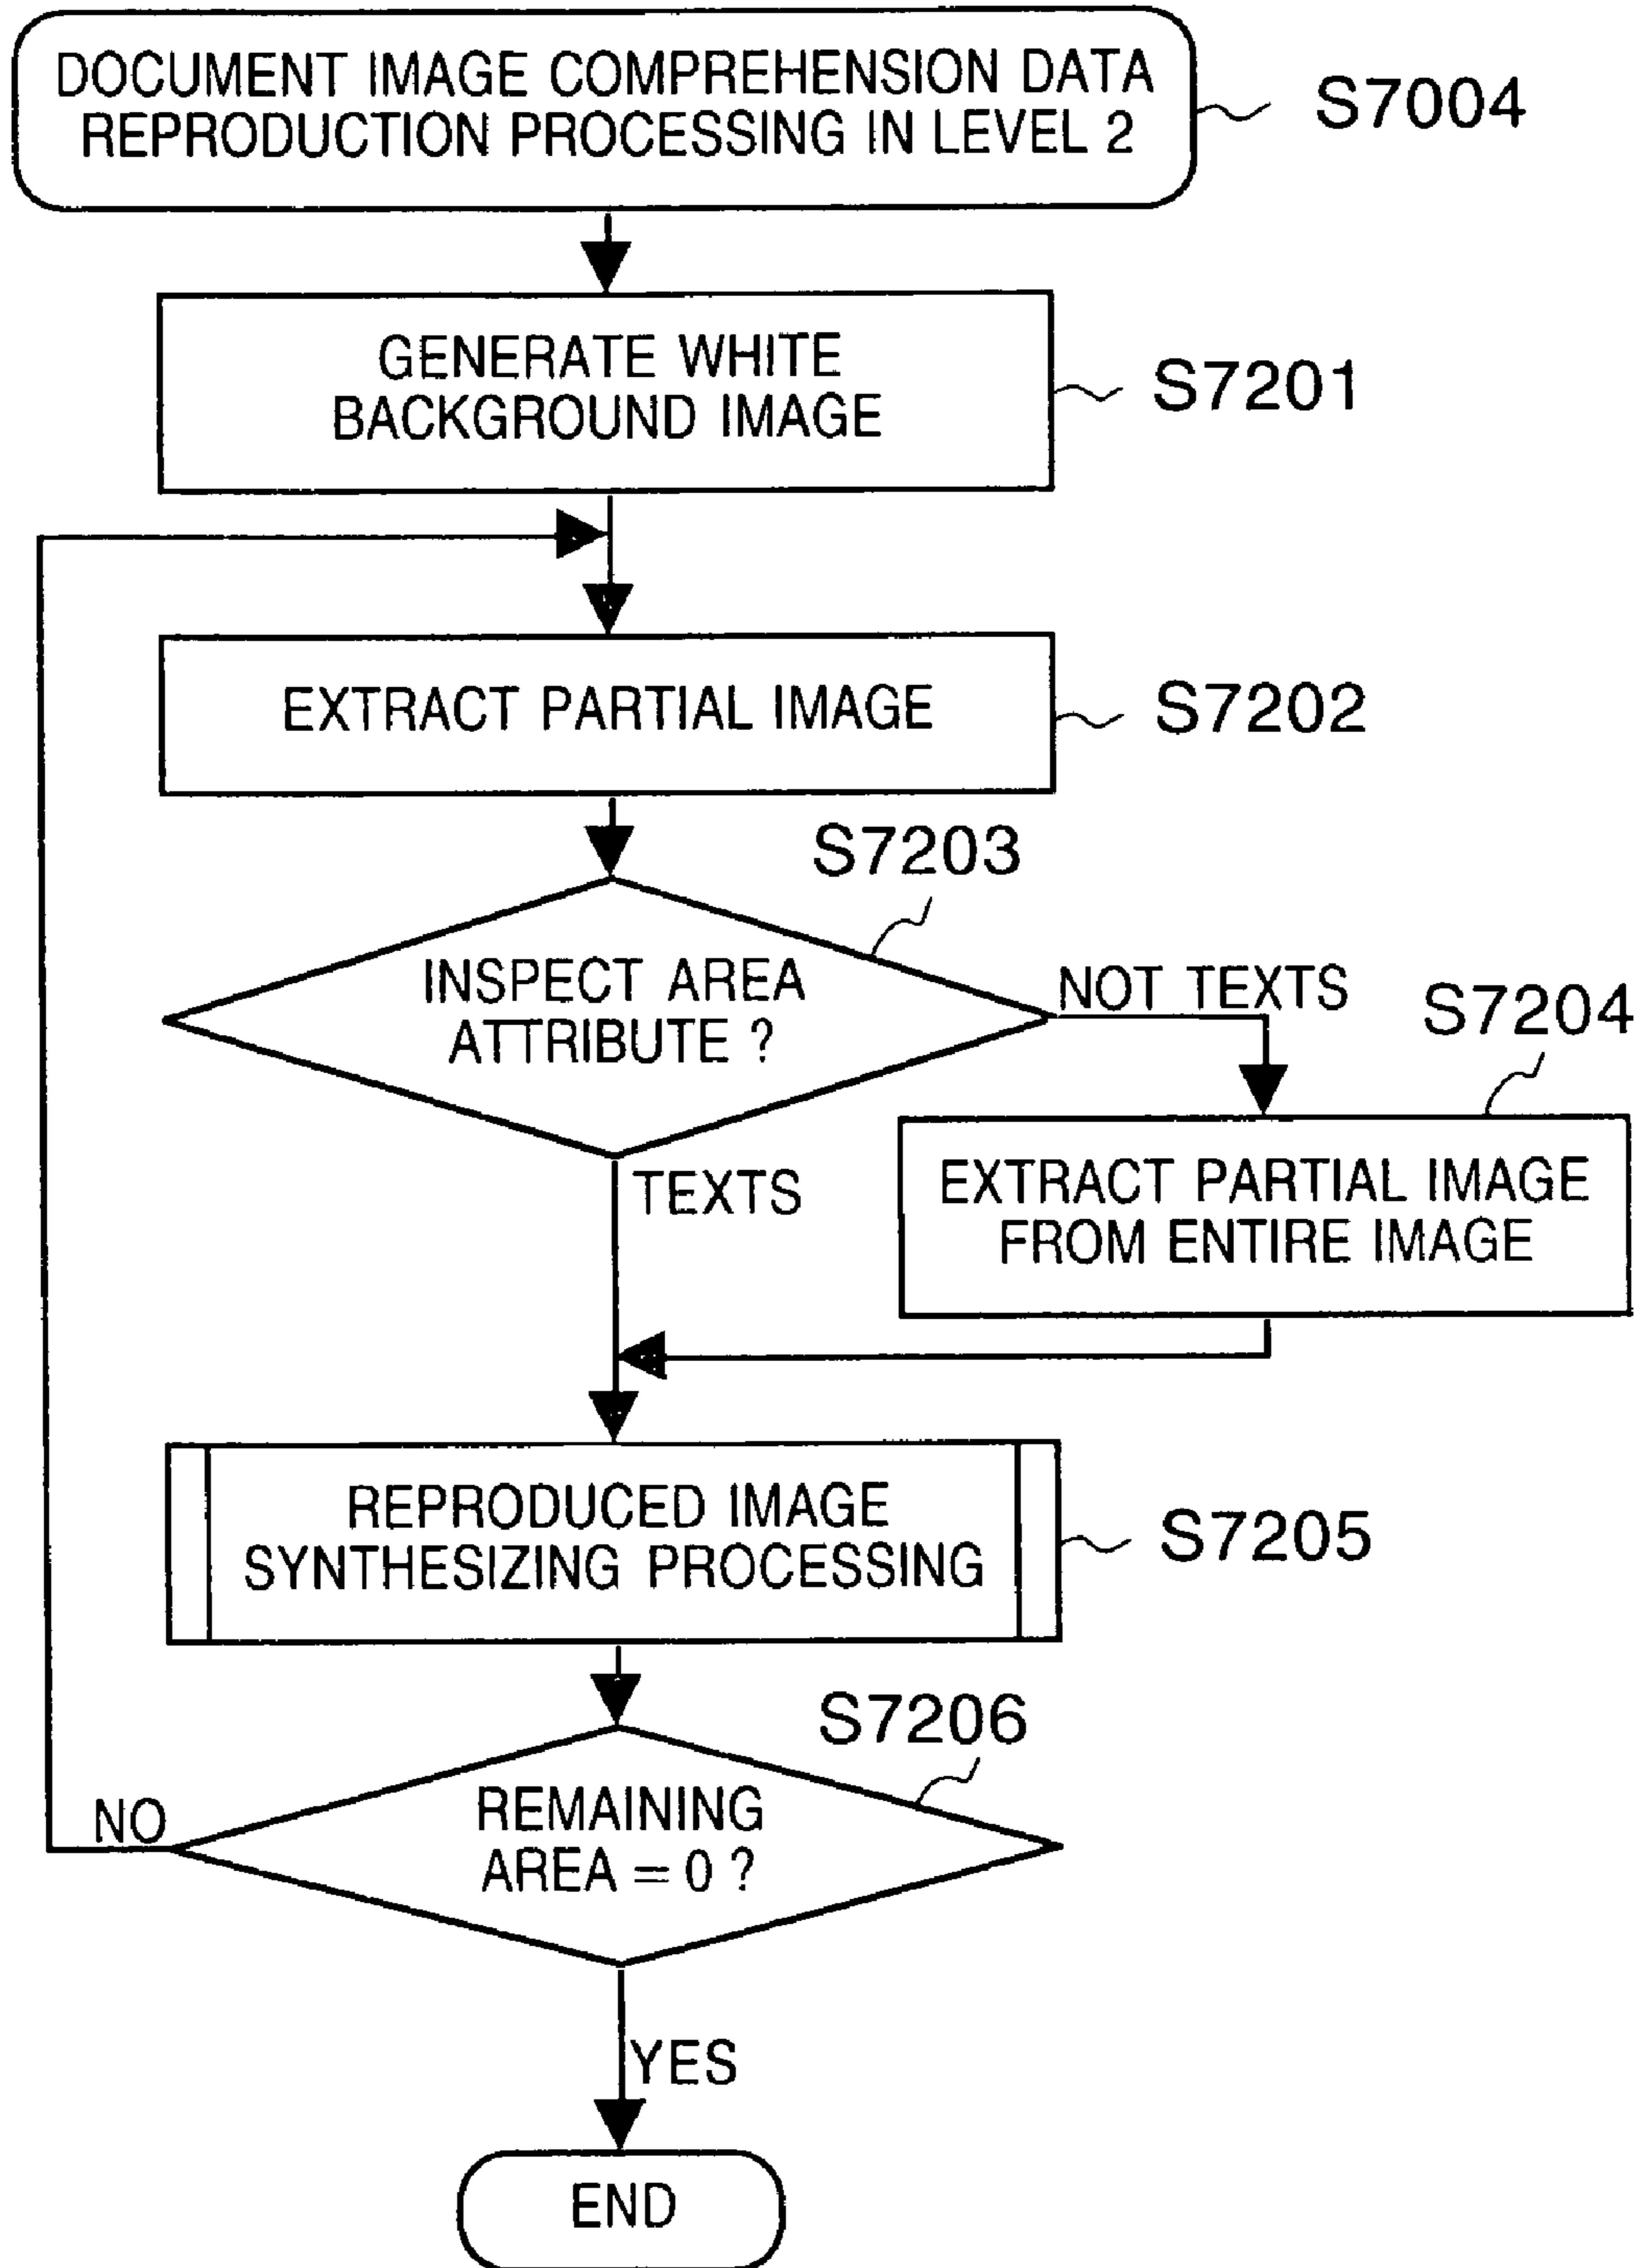 DOCUMENT IMAGE COMPREHENSION DATA
REPRODUCTION PROCESSING IN LEVEL 2
S7004
GENERATE WHITE
BACKGROUND IMAGE
S7201
EXTRACT PARTIAL IMAGE
S7202
S7203
INSPECT AREA
ATTRIBUTE ?
NOT TEXTS
S7204
TEXTS
EXTRACT PARTIAL IMAGE
FROM ENTIRE IMAGE
REPRODUCED IMAGE
SYNTHESIZING PROCESSING
S7205
S7206
REMAINING
AREA = 0 ?
NO
YES
END